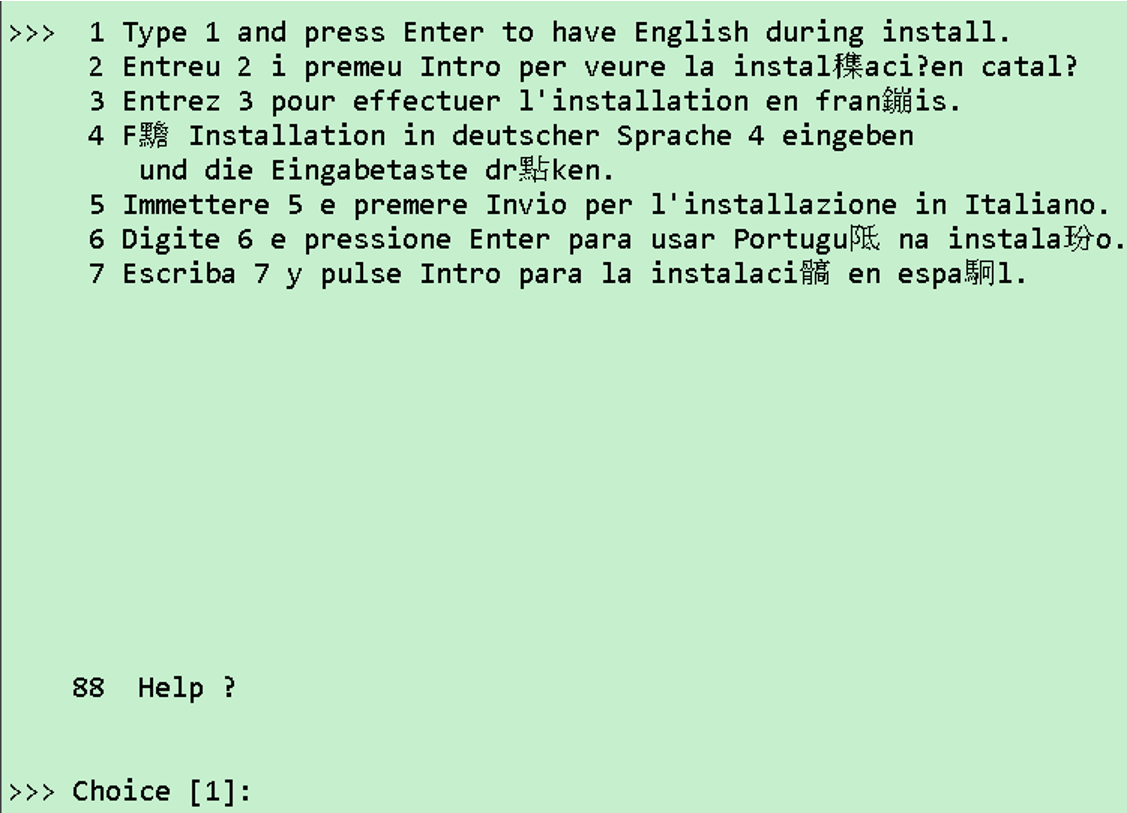 >>>  1 Type 1 and press Enter to have English during install.
     2 Entreu 2 i premeu Intro per veure la instal穕aci?en catal?
     3 Entrez 3 pour effectuer l'installation en fran鏰is.
     4 F黵 Installation in deutscher Sprache 4 eingeben
        und die Eingabetaste dr點ken.
     5 Immettere 5 e premere Invio per l'installazione in Italiano.
     6 Digite 6 e pressione Enter para usar Portugu阺 na instala玢o.
     7 Escriba 7 y pulse Intro para la instalaci髇 en espa駉l.
    88  Help ?
>>> Choice [1]: